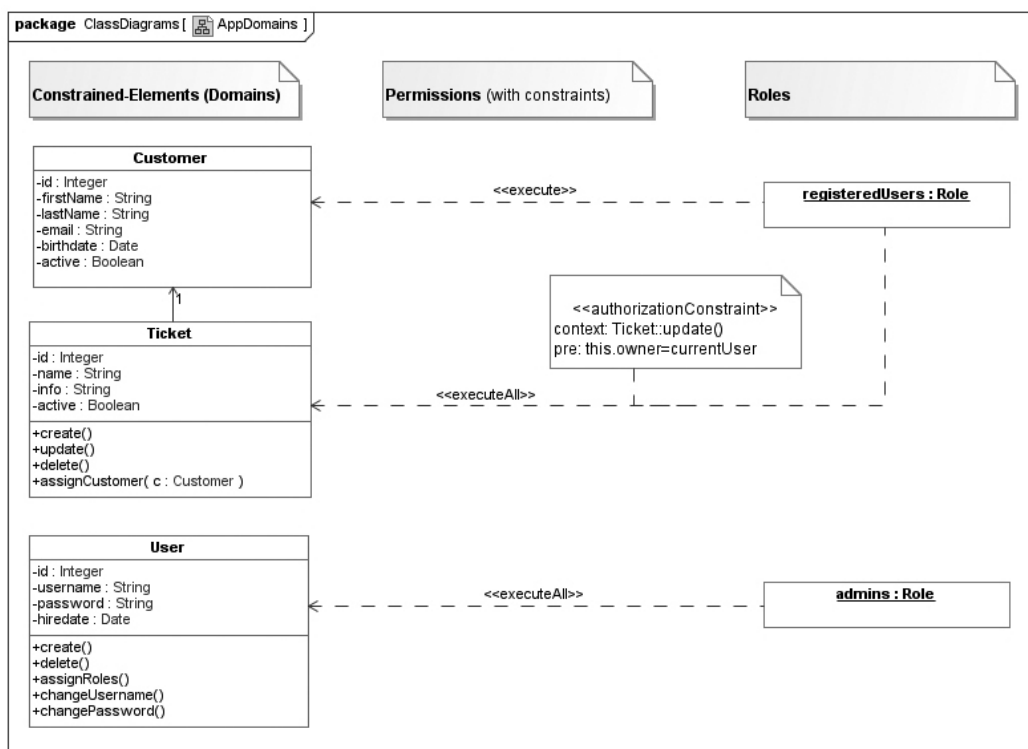 package ClassDiagrams [ AppDomains ]
Constrained-Elements (Domains)
Permissions (with constraints)
Roles
Customer
-id : Integer
-firstName : String
-lastName : String
-email : String
-birthdate : Date
-active : Boolean
<<execute>>
registeredUsers : Role
1
<<authorizationConstraint>>
context: Ticket::update()
pre: this.owner=currentUser
Ticket
-id : Integer
-name : String
-info : String
-active : Boolean
+create()
+update()
+delete()
+assignCustomer( c : Customer )
<<executeAll>>
User
-id : Integer
-username : String
-password : String
-hiredate : Date
+create()
+delete()
+assignRoles()
+changeUsername()
+changePassword()
<<executeAll>>
admins : Role